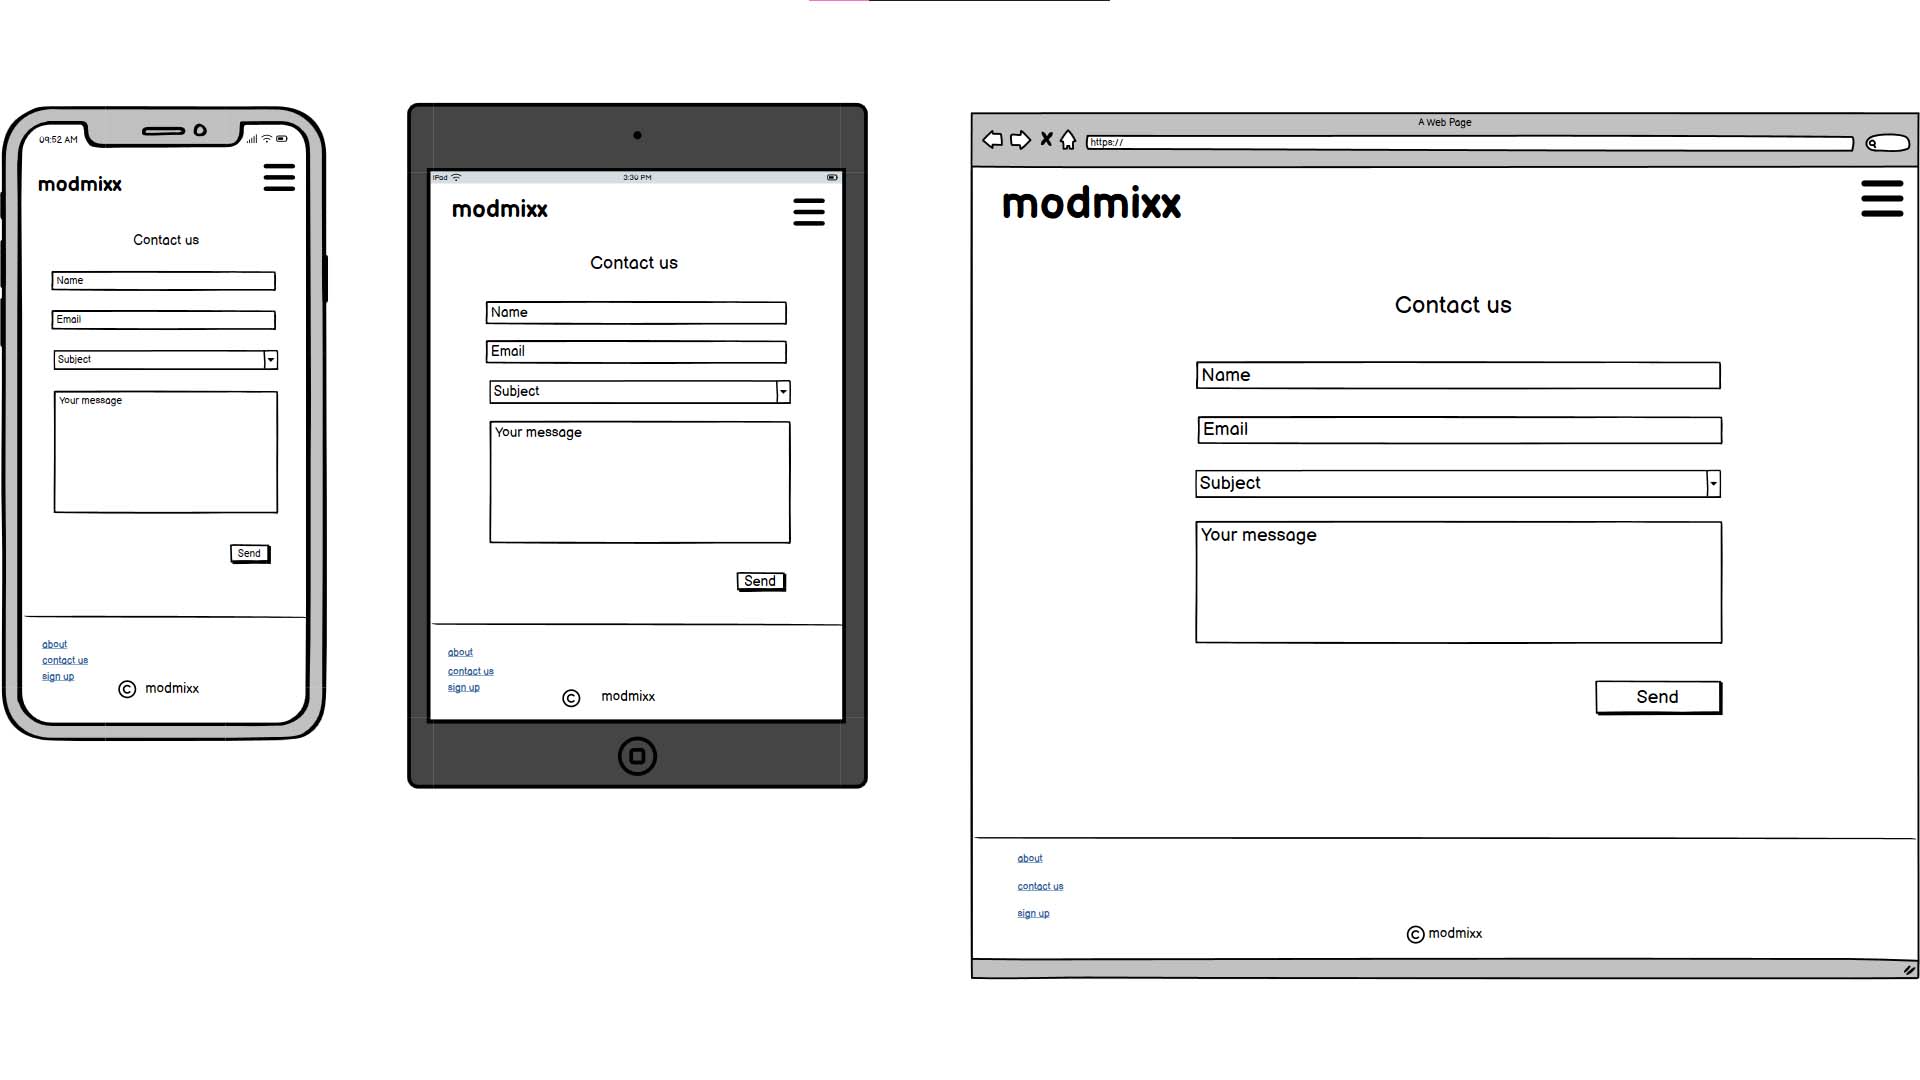 09:52 AM
modmixx
Contact us
Name
Email
Subject
Your message
Send
about
contact us
sign up
© modmixx
iPad
3:30 PM
modmixx
Contact us
Name
Email
Subject
Your message
Send
about
contact us
sign up
© modmixx
A Web Page
https://
modmixx
Contact us
Name
Email
Subject
Your message
Send
about
contact us
sign up
© modmixx